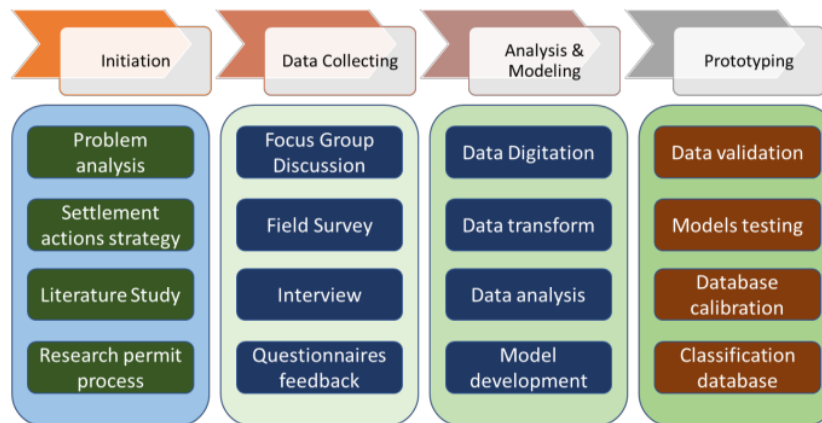 Initiation
Data Collecting
Analysis &
Modeling
Prototyping
Problem
analysis
Settlement
actions strategy
Literature Study
Research permit
process
Focus Group
Discussion
Field Survey
Interview
Questionnaires
feedback
Data Digitation
Data transform
Data analysis
Model
development
Data validation
Models testing
Database
calibration
Classification
database